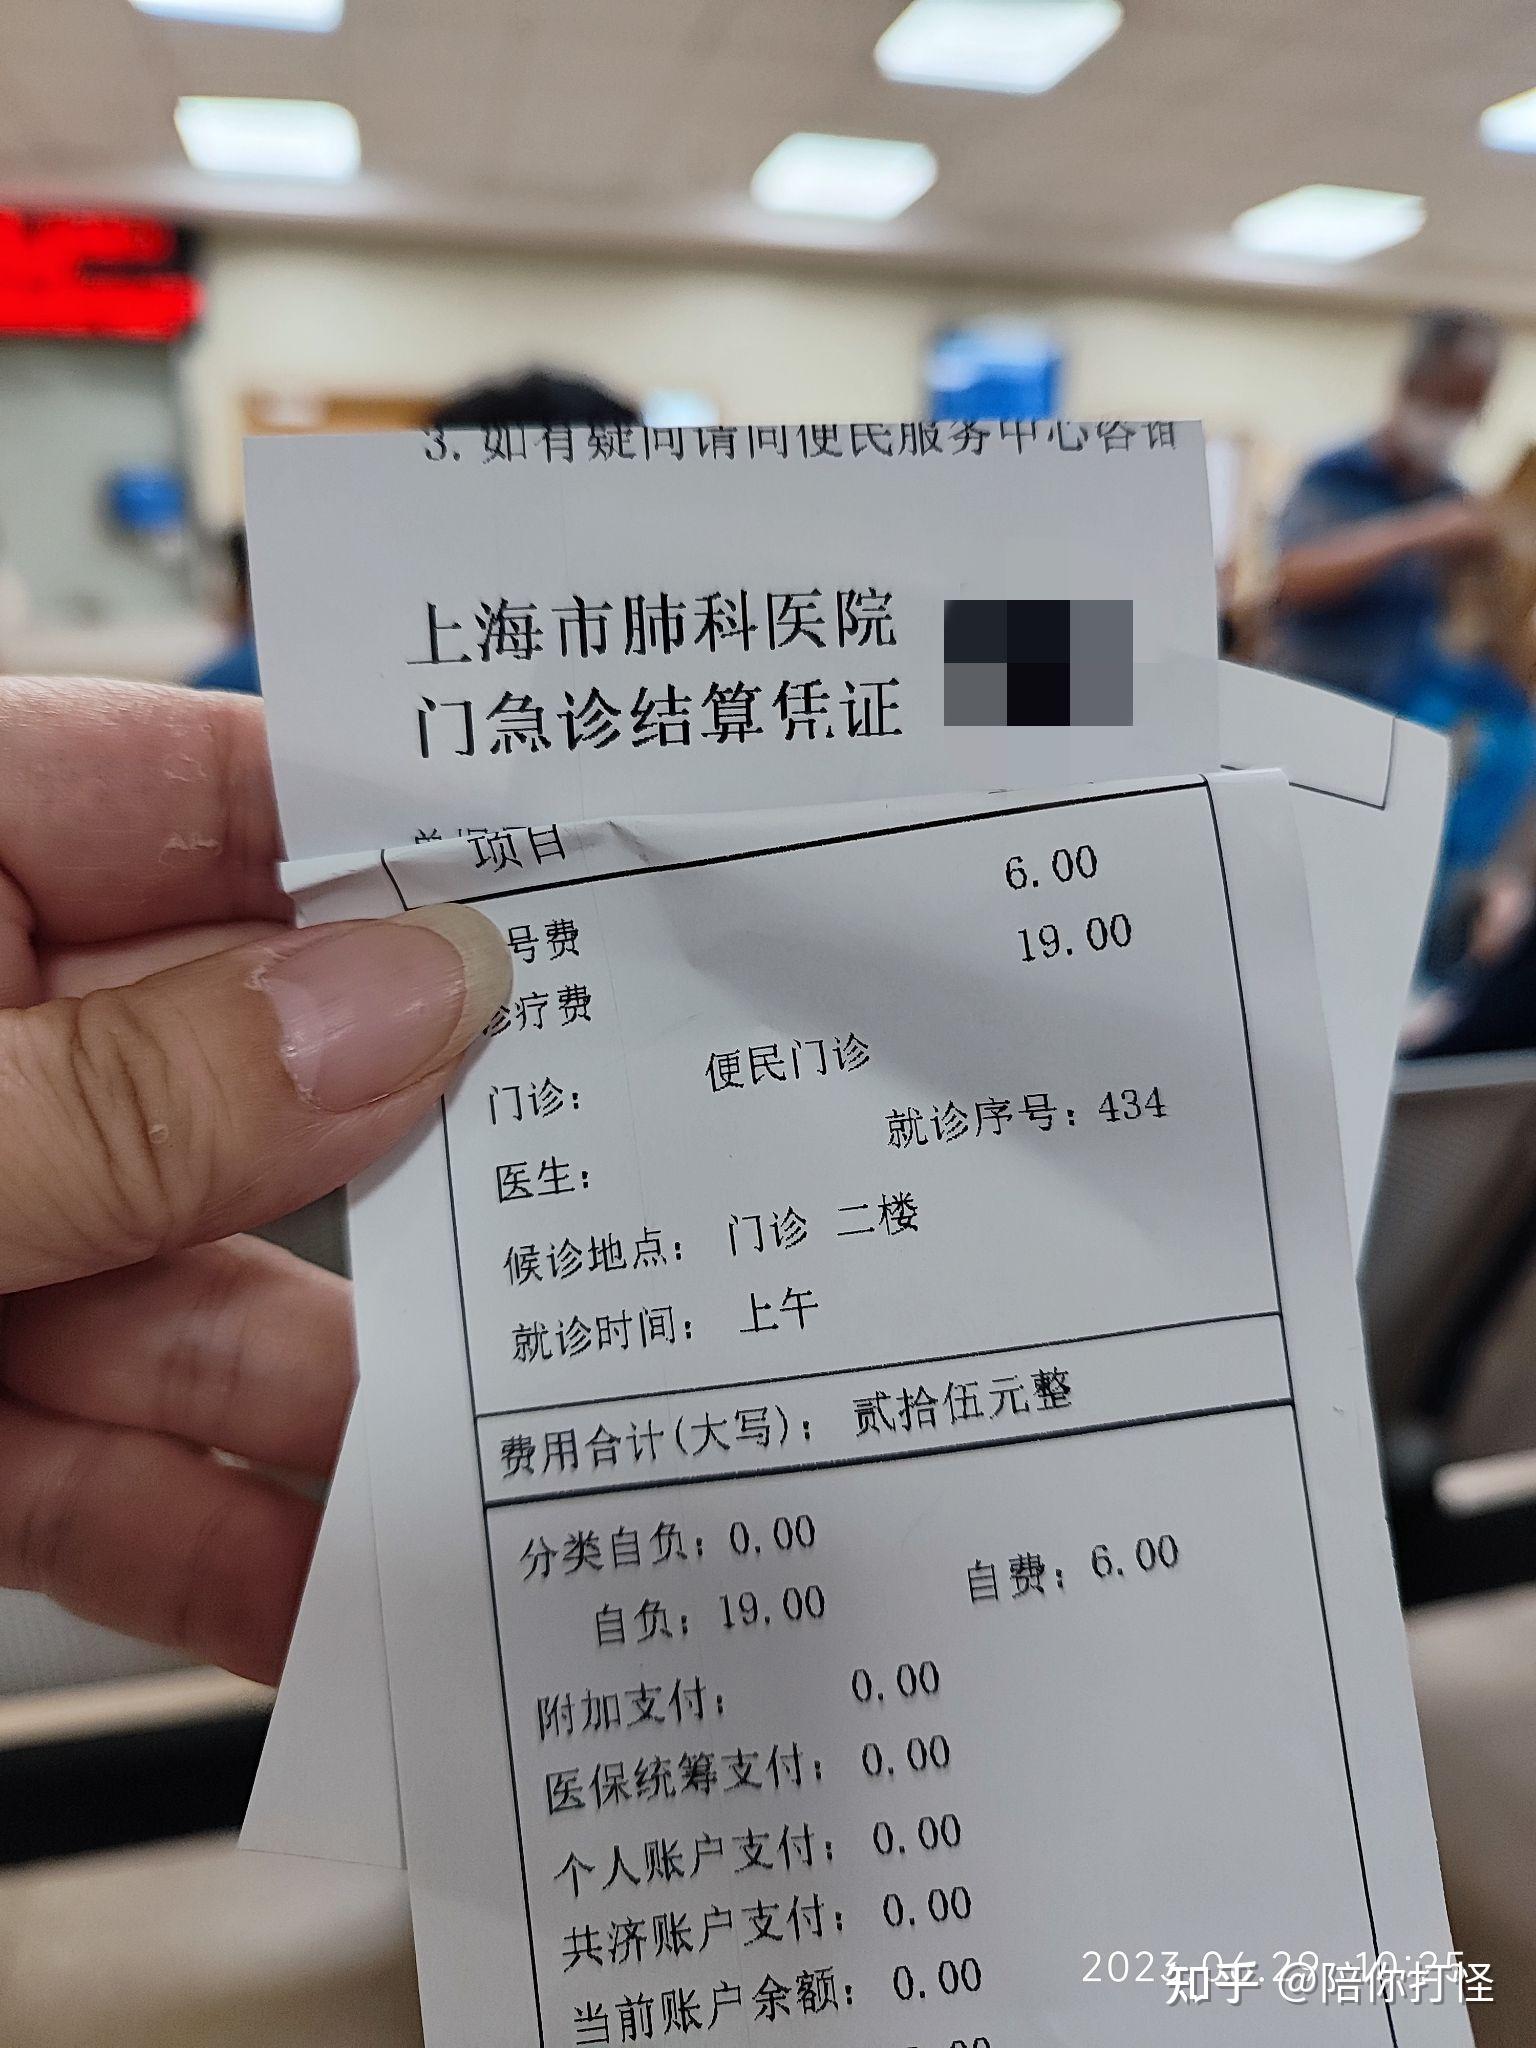 3. 如有疑问请问便民服务中心咨
上海市肺科医院
门急诊结算凭证
项目
6.00
号费
19.00
诊疗费
门诊： 便民门诊
就诊序号：434
医生：
候诊地点： 门诊 二楼
就诊时间： 上午
费用合计(大写)： 贰拾伍元整
分类自负：0.00
自费：6.00
自负：19.00
附加支付： 0.00
医保统筹支付：0.00
个人账户支付：0.00
共济账户支付：0.00
当前账户余额：0.00
2023.06.29 10:25
知乎 @陪你打怪